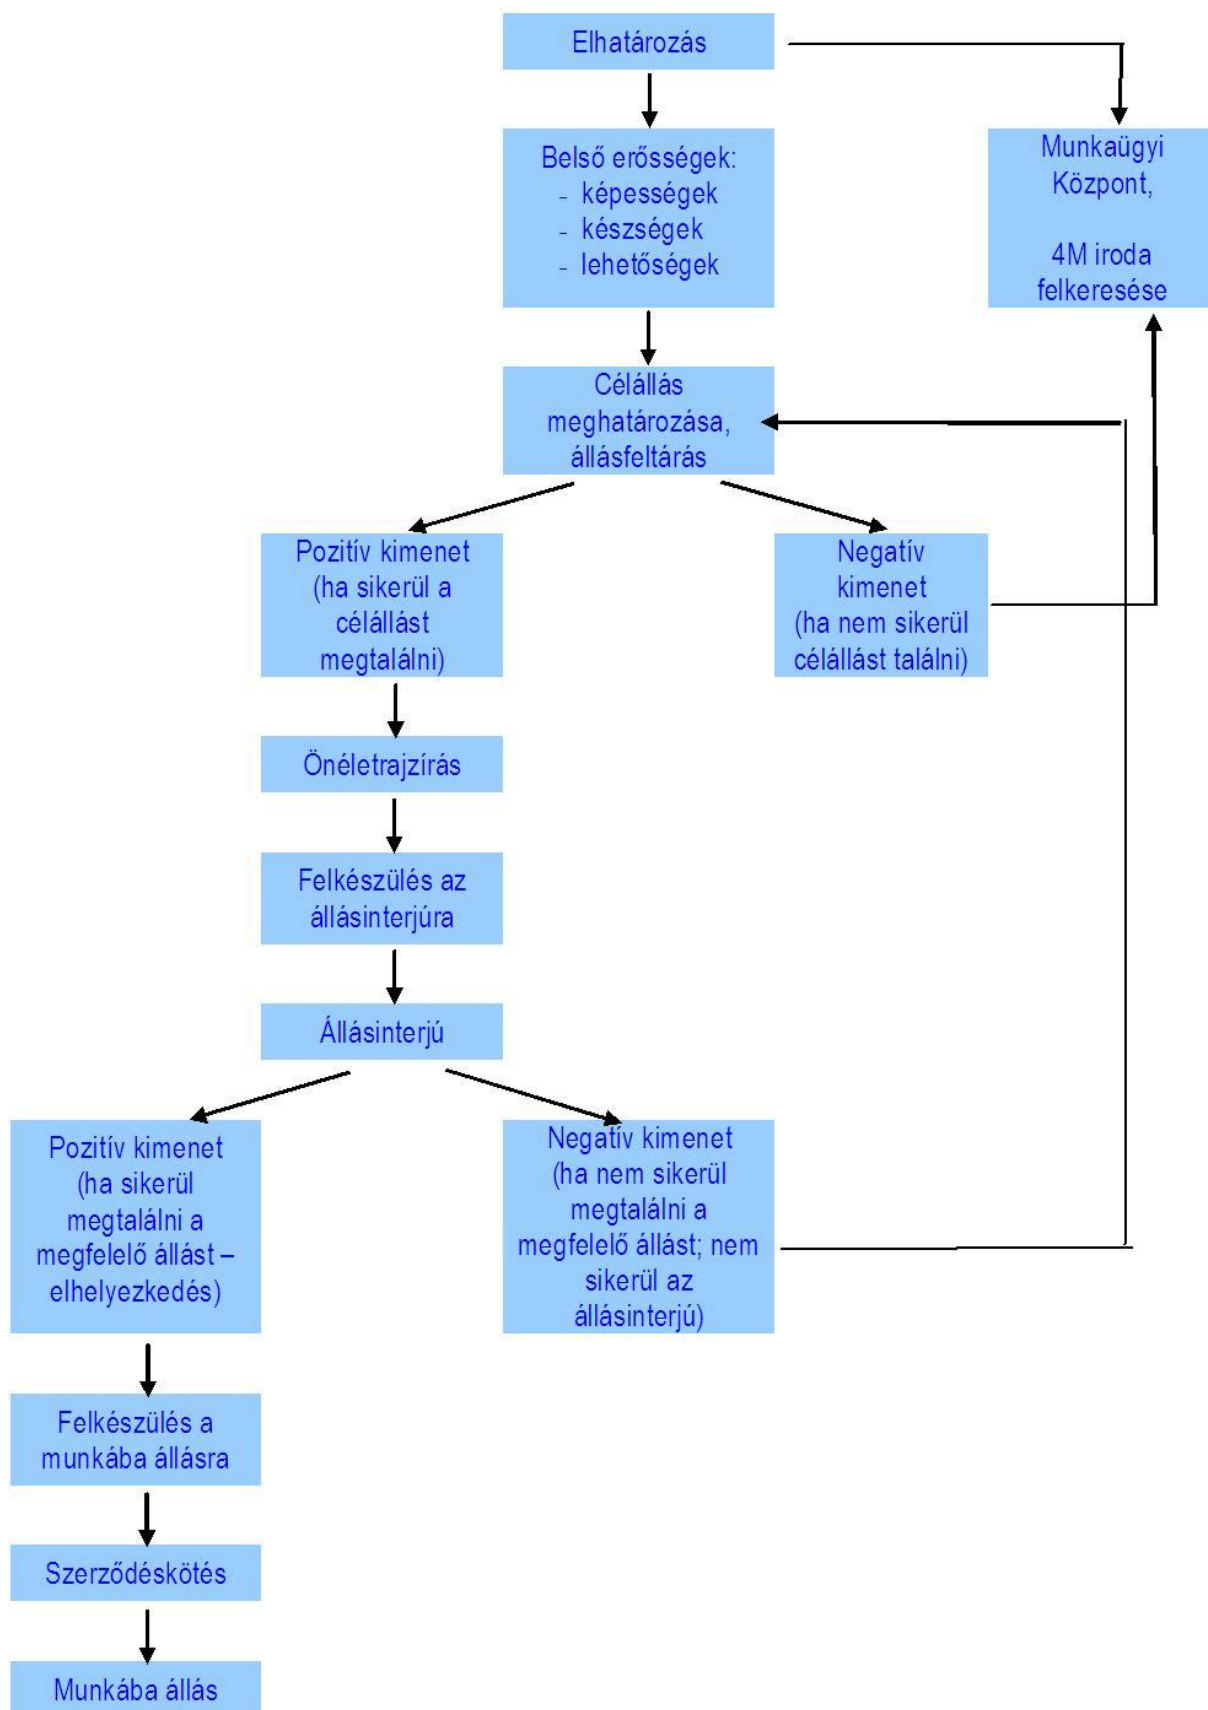 Elhatározás
Belső erősségek:
- képességek
- készségek
- lehetőségek
Munkaügyi
Központ,
4M iroda
felkeresése
Célállás
meghatározása,
állásfeltárás
Pozitív kimenet
(ha sikerül a
célállást
megtalálni)
Negatív
kimenet
(ha nem sikerül
célállást találni)
Önéletrajzírás
Felkészülés az
állásinterjúra
Állásinterjú
Pozitív kimenet
(ha sikerül
megtalálni a
megfelelő állást –
elhelyezkedés)
Negatív kimenet
(ha nem sikerül
megtalálni a
megfelelő állást; nem
sikerül az
állásinterjú)
Felkészülés a
munkába állásra
Szerződéskötés
Munkába állás